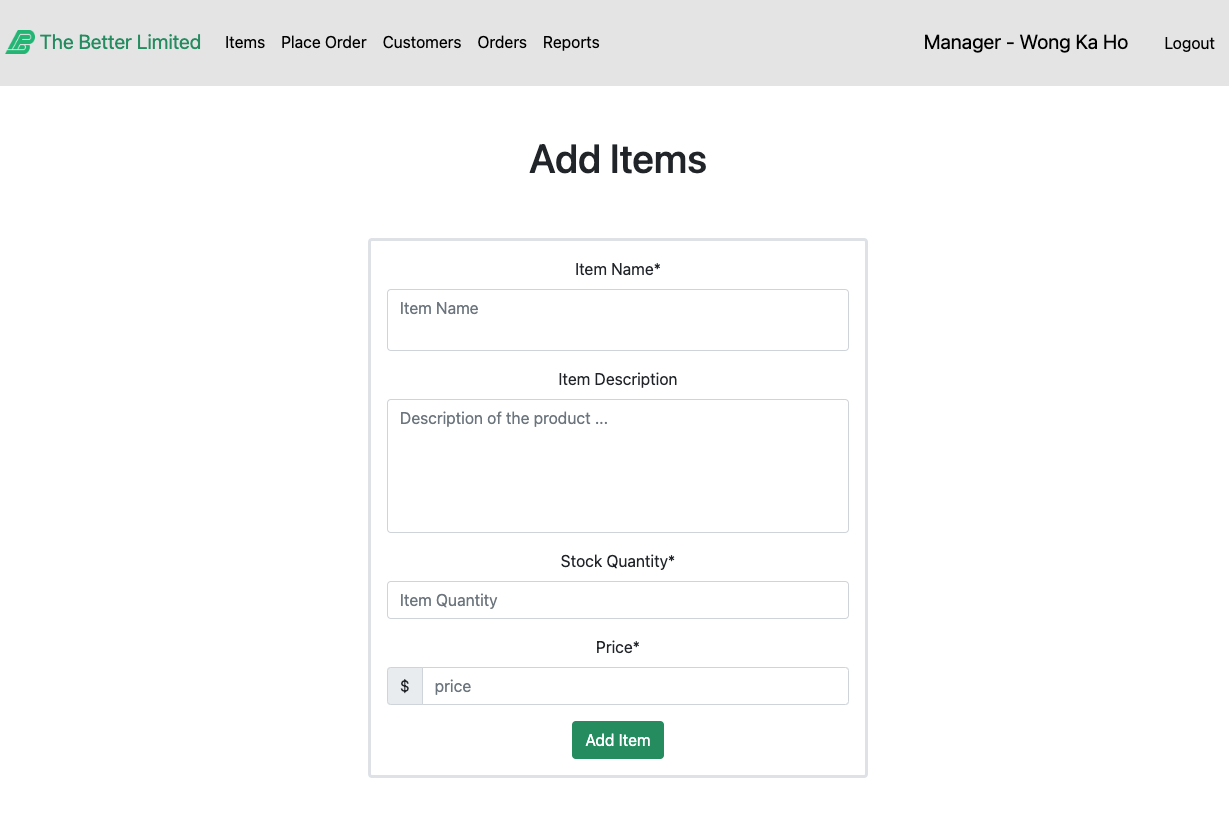 The Better Limited Items Place Order Customers Orders Reports Manager - Wong Ka Ho Logout
Add Items
Item Name*
Item Name
Item Description
Description of the product ...
Stock Quantity*
Item Quantity
Price*
$ price
Add Item